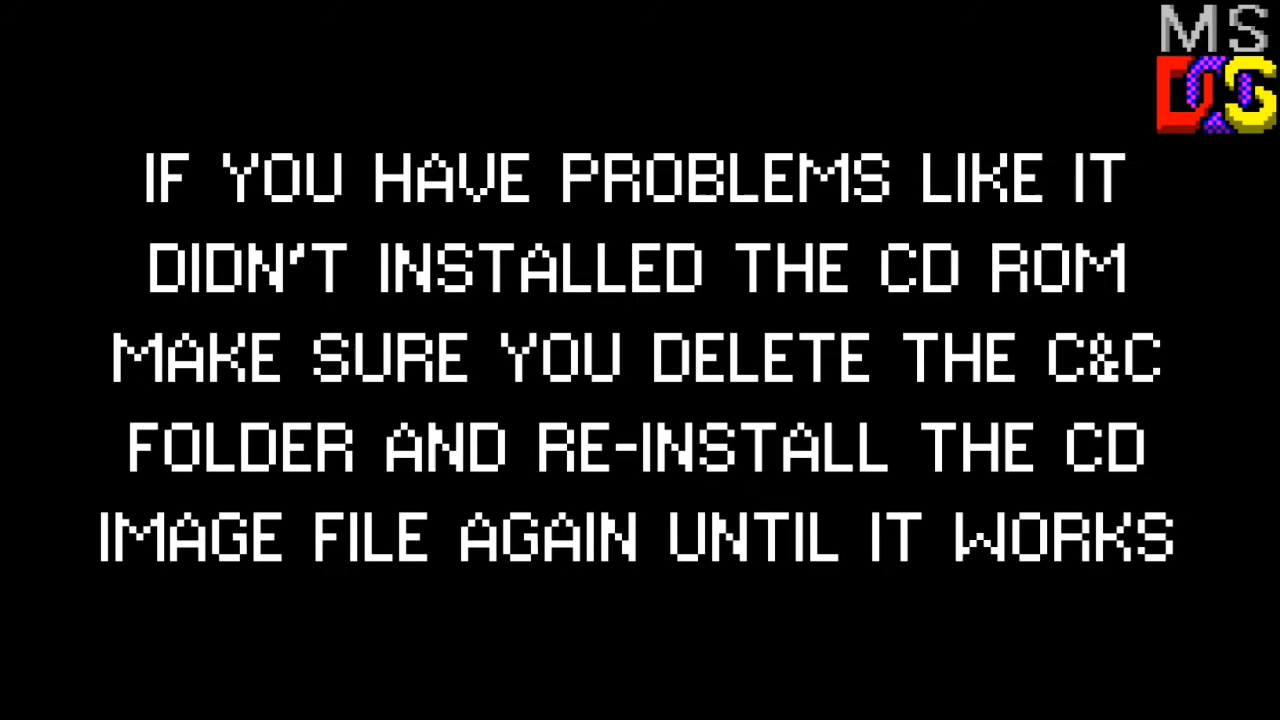 MS
DOS
IF YOU HAVE PROBLEMS LIKE IT
DIDN'T INSTALLED THE CD ROM
MAKE SURE YOU DELETE THE C&C
FOLDER AND RE-INSTALL THE CD
IMAGE FILE AGAIN UNTIL IT WORKS